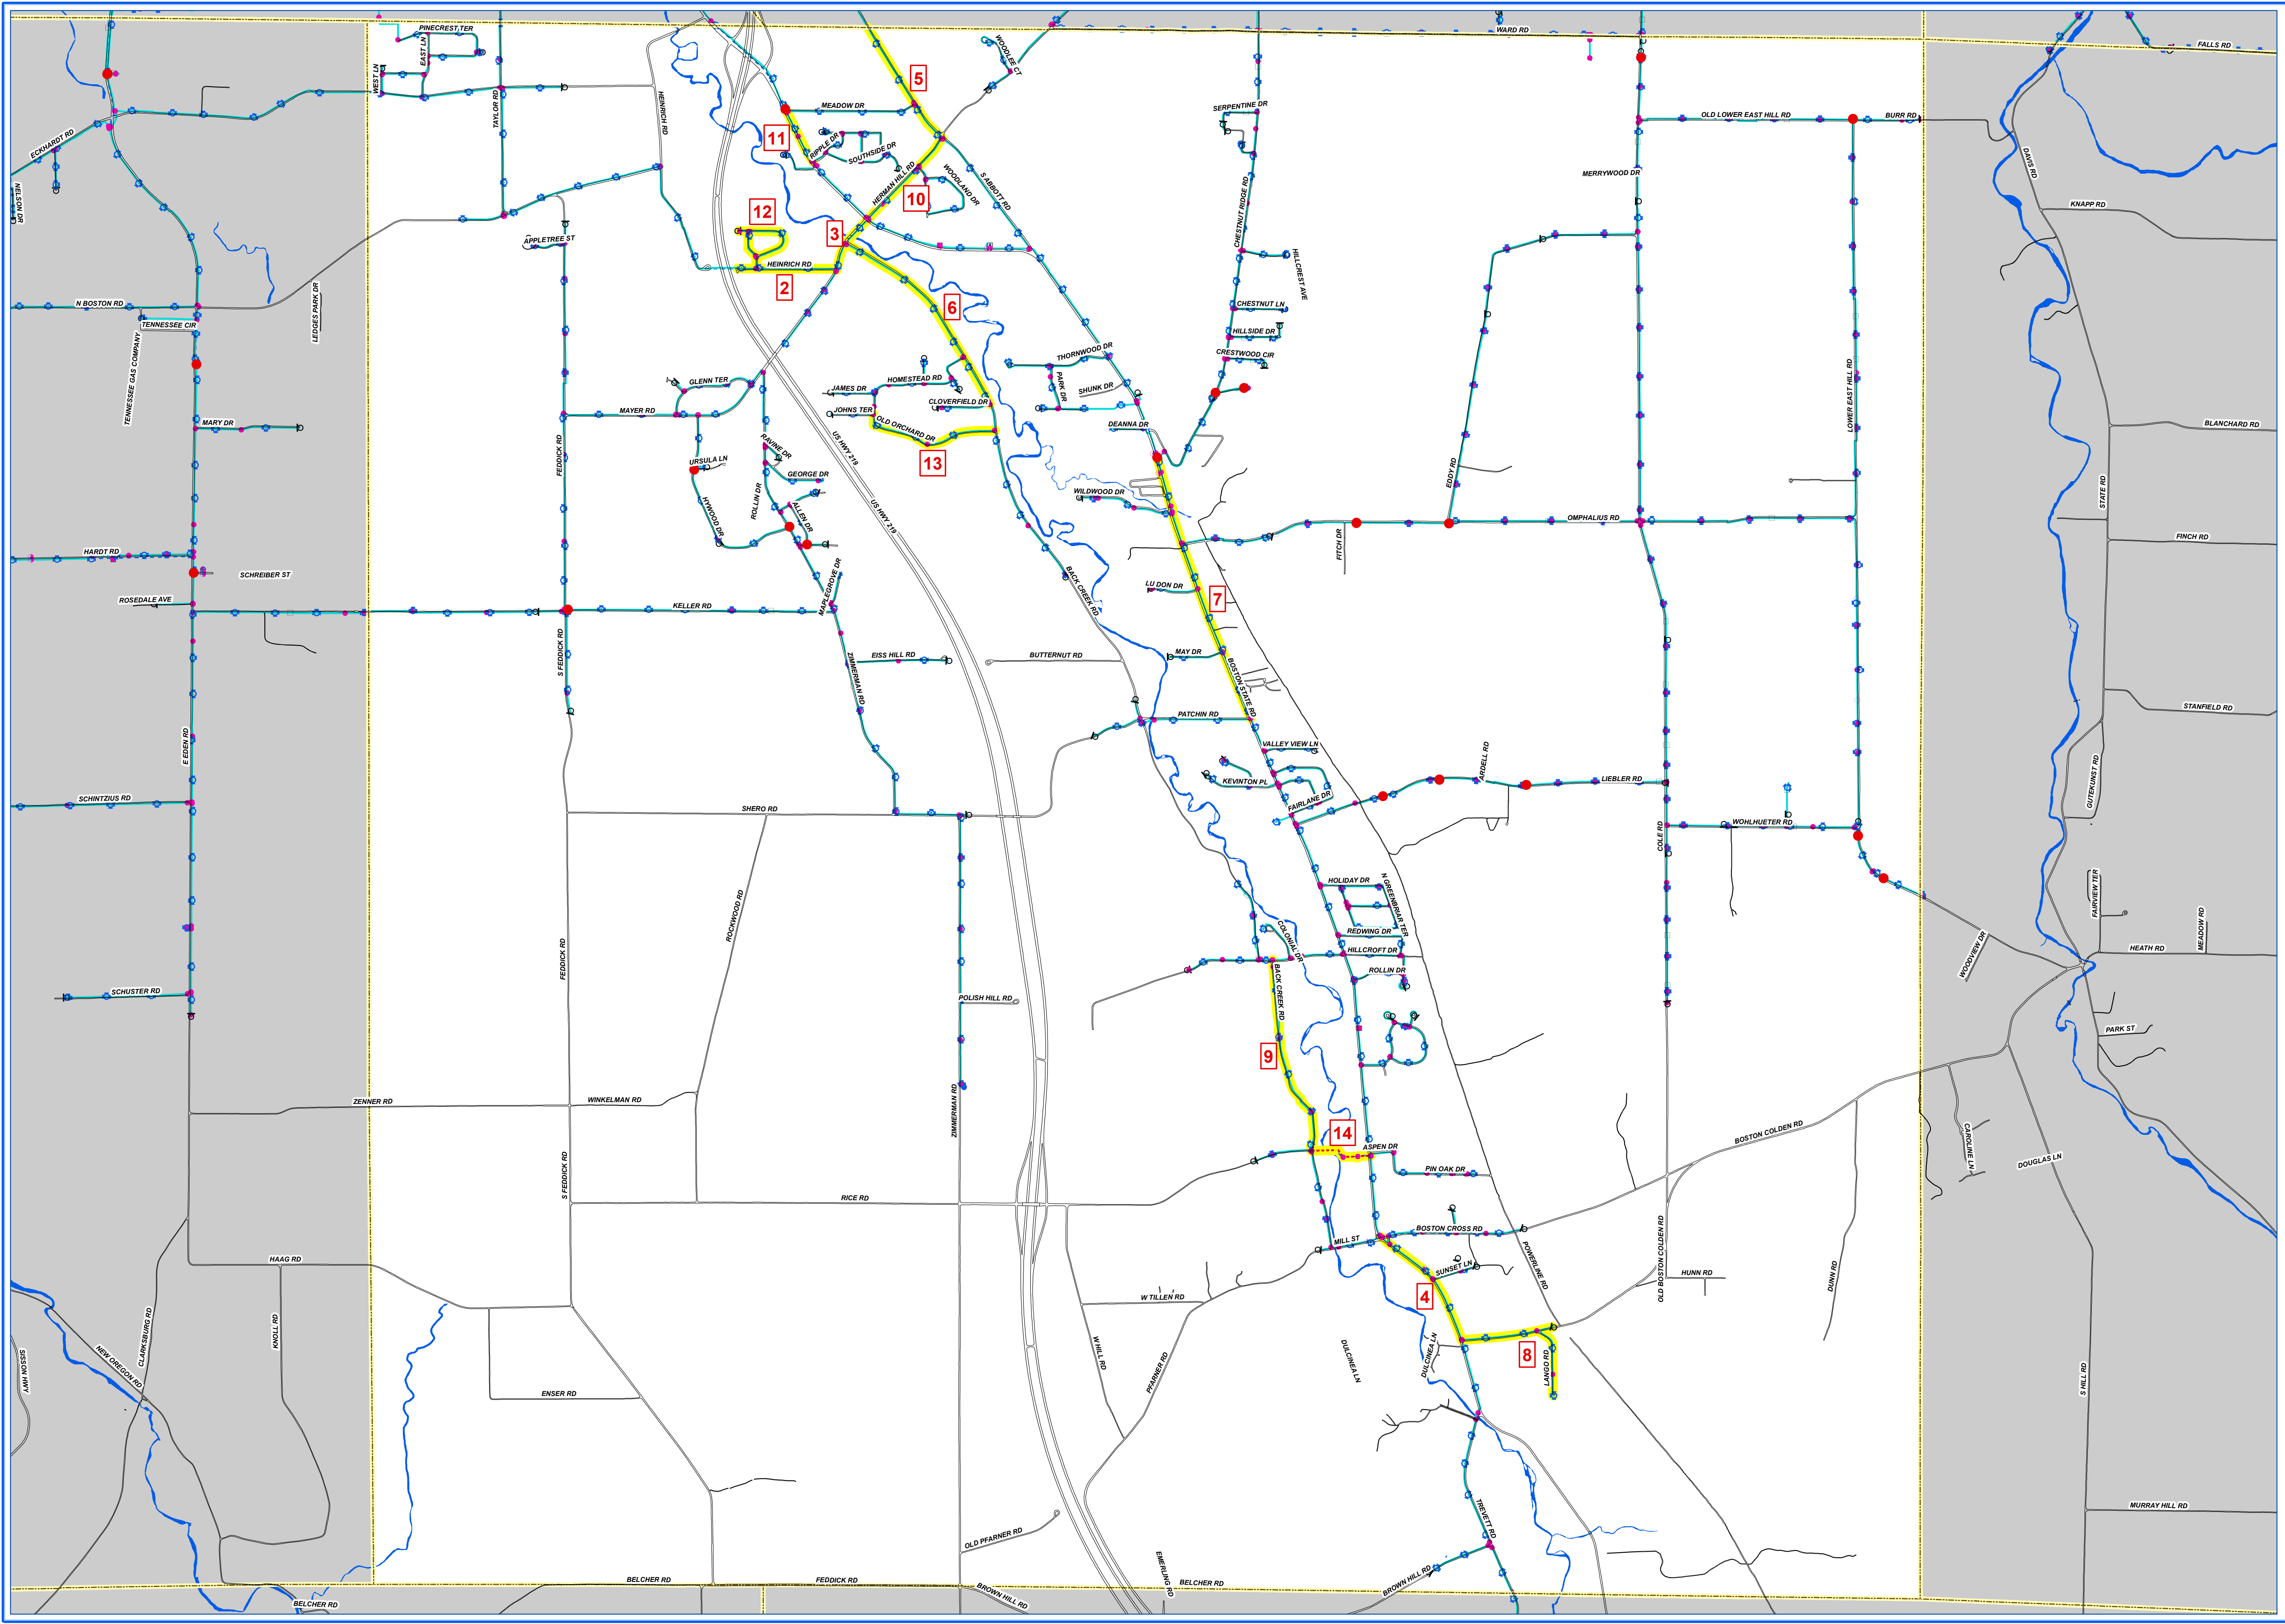 PINECREST TER
EAST LN
WEST LN
TAYLOR RD
HEINRICH RD
WOODLEE CT
WARD RD
FALLS RD
5
MEADOW DR
SERPENTINE DR
OLD LOWER EAST HILL RD
BURR RD
ECKHARDT RD
11
RIPPLE DR
SOUTHSIDE DR
HERMAN HILL RD
WOODLAND DR
S ABBOTT RD
DAVIS RD
MERRYWOOD DR
NELSON DR
10
12
CHESTNUT RIDGE RD
KNAPP RD
APPLETREE ST
3
HEINRICH RD
2
HILLCREST AVE
N BOSTON RD
TENNESSEE CIR
LEDGES PARK DR
6
CHESTNUT LN
HILLSIDE DR
TENNESSEE GAS COMPANY
THORNWOOD DR
CRESTWOOD CIR
GLENN TER
JAMES DR
HOMESTEAD RD
PARK DR
SHUNK DR
LOWER EAST HILL RD
MAYER RD
JOHNS TER
CLOVERFIELD DR
MARY DR
OLD ORCHARD DR
DEANNA DR
BLANCHARD RD
FEDDICK RD
RAVINE DR
US HWY 219
13
URSULA LN
GEORGE DR
EDDY RD
STATE RD
HYWOOD DR
ROLLIN DR
ALLEN DR
US HWY 219
WILDWOOD DR
OMPHALIUS RD
HARDT RD
FITCH DR
FINCH RD
SCHREIBER ST
MAPLEGROVE DR
BACK CREEK RD
LU DON DR
7
ROSEDALE AVE
KELLER RD
S FEDDICK RD
ZIMMERMAN RD
EISS HILL RD
BUTTERNUT RD
MAY DR
BOSTON STATE RD
STANFIELD RD
PATCHIN RD
E EDEN RD
VALLEY VIEW LN
ARDELL RD
GUTEKUNST RD
KEVINTON PL
LIEBLER RD
SCHINTZIUS RD
SHERO RD
FAIRLANE DR
COLE RD
WOHLHUETER RD
HOLIDAY DR
N GREENBRIAR TER
FAIRVIEW TER
MEADOW RD
ROCKWOOD RD
FEDDICK RD
COLONIAL DR
REDWING DR
HILLCROFT DR
HEATH RD
WOODVIEW DR
BACK CREEK RD
ROLLIN DR
SCHUSTER RD
POLISH HILL RD
PARK ST
9
ZENNER RD
WINKELMAN RD
ZIMMERMAN RD
14
ASPEN DR
BOSTON COLDEN RD
CAROLINE LN
DOUGLAS LN
S FEDDICK RD
PIN OAK DR
RICE RD
BOSTON CROSS RD
MILL ST
OLD BOSTON COLDEN RD
HAAG RD
SUNSET LN
POWERLINE RD
HUNN RD
DUNN RD
4
W TILLEN RD
CLARKSBURG RD
KNOLL RD
W HILL RD
PFARNER RD
DULCINEA LN
DULCINEA LN
8
LANGO RD
SISSON HWY
NEW OREGON RD
S HILL RD
ENSER RD
MURRAY HILL RD
TREVETT RD
OLD PFARNER RD
EMERLING RD
BROWN HILL RD
BELCHER RD
FEDDICK RD
BELCHER RD
BROWN HILL RD
BELCHER RD